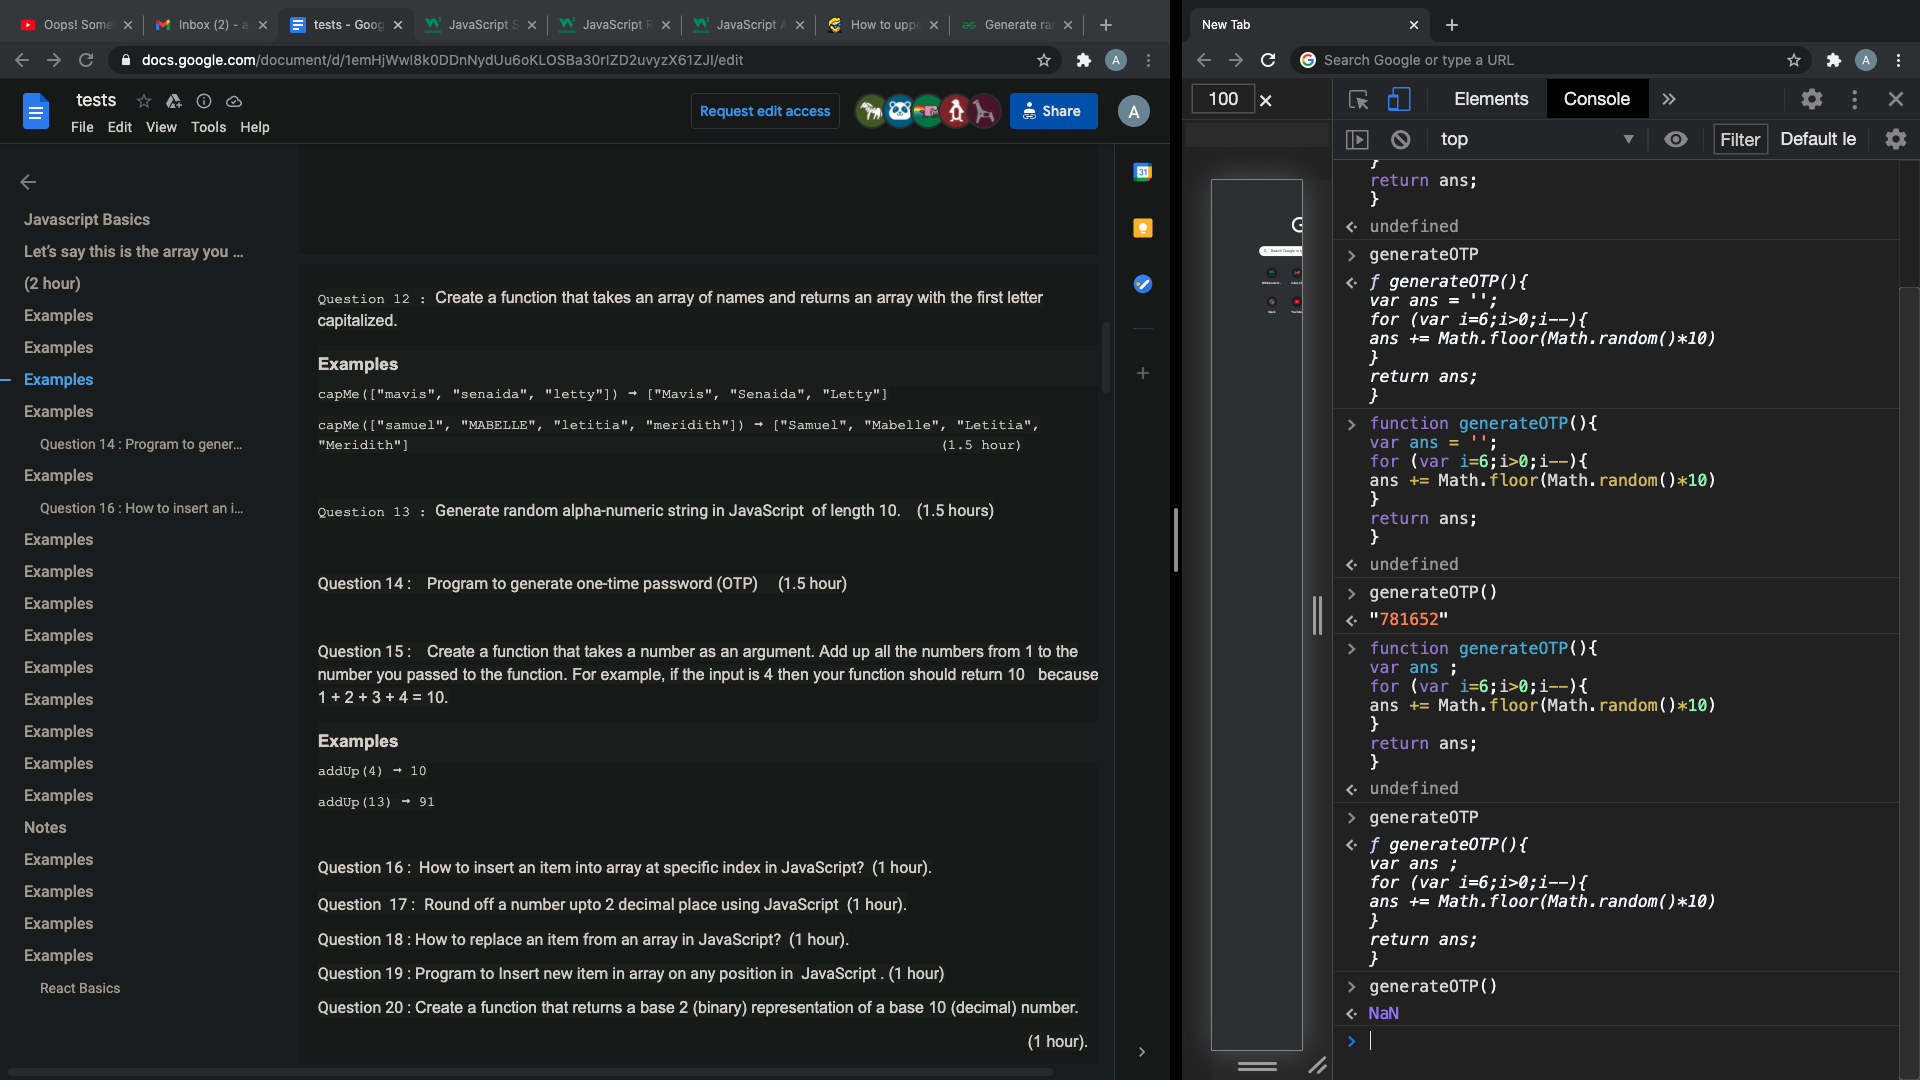 Oops! Some
Inbox (2) - a
tests - Goog
JavaScript S
JavaScript R
JavaScript A
How to uppe
Generate ra
docs.google.com/document/d/1emHjWwI8k0DDnNydUu6oKLOSBa30rIZD2uvyzX61ZJI/edit
A
tests
File Edit View Tools Help
Request edit access
Share
A
Javascript Basics
Let's say this is the array you ...
(2 hour)
Examples
Examples
Examples
Examples
Question 14 : Program to gener...
Examples
Question 16 : How to insert an i...
Examples
Examples
Examples
Examples
Examples
Examples
Examples
Examples
Examples
Notes
Examples
Examples
Examples
Examples
React Basics
Question 12 : Create a function that takes an array of names and returns an array with the first letter
capitalized.
Examples
capMe(["mavis", "senaida", "letty"]) → ["Mavis", "Senaida", "Letty"]
capMe(["samuel", "MABELLE", "letitia", "meridith"]) → ["Samuel", "Mabelle", "Letitia",
"Meridith"] (1.5 hour)
Question 13 : Generate random alpha-numeric string in JavaScript of length 10. (1.5 hours)
Question 14 : Program to generate one-time password (OTP) (1.5 hour)
Question 15 : Create a function that takes a number as an argument. Add up all the numbers from 1 to the
number you passed to the function. For example, if the input is 4 then your function should return 10 because
1 + 2 + 3 + 4 = 10.
Examples
addUp(4) → 10
addUp(13) → 91
Question 16 : How to insert an item into array at specific index in JavaScript? (1 hour).
Question 17 : Round off a number upto 2 decimal place using JavaScript (1 hour).
Question 18 : How to replace an item from an array in JavaScript? (1 hour).
Question 19 : Program to Insert new item in array on any position in JavaScript . (1 hour)
Question 20 : Create a function that returns a base 2 (binary) representation of a base 10 (decimal) number.
(1 hour).
31
New Tab
Search Google or type a URL
A
100
Elements Console
top
Filter Default le
}
return ans;
}
undefined
generateOTP
ƒ generateOTP(){
var ans = '';
for (var i=6;i>0;i--){
ans += Math.floor(Math.random()*10)
}
return ans;
}
function generateOTP(){
var ans = '';
for (var i=6;i>0;i--){
ans += Math.floor(Math.random()*10)
}
return ans;
}
undefined
generateOTP()
"781652"
function generateOTP(){
var ans ;
for (var i=6;i>0;i--){
ans += Math.floor(Math.random()*10)
}
return ans;
}
undefined
generateOTP
ƒ generateOTP(){
var ans ;
for (var i=6;i>0;i--){
ans += Math.floor(Math.random()*10)
}
return ans;
}
generateOTP()
NaN